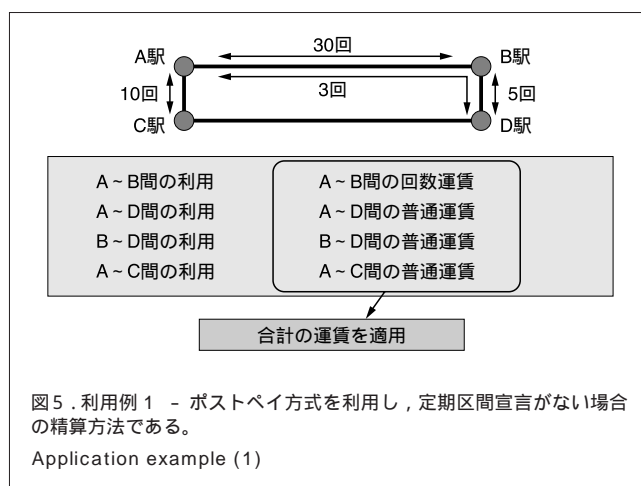 30回
A駅
B駅
10回
3回
5回
C駅
D駅
A~B間の利用
A~B間の回数運賃
A~D間の利用
A~D間の普通運賃
B~D間の利用
B~D間の普通運賃
A~C間の利用
A~C間の普通運賃
合計の運賃を適用
図5.利用例1 - ポストペイ方式を利用し,定期区間宣言がない場合
の精算方法である。
Application example (1)